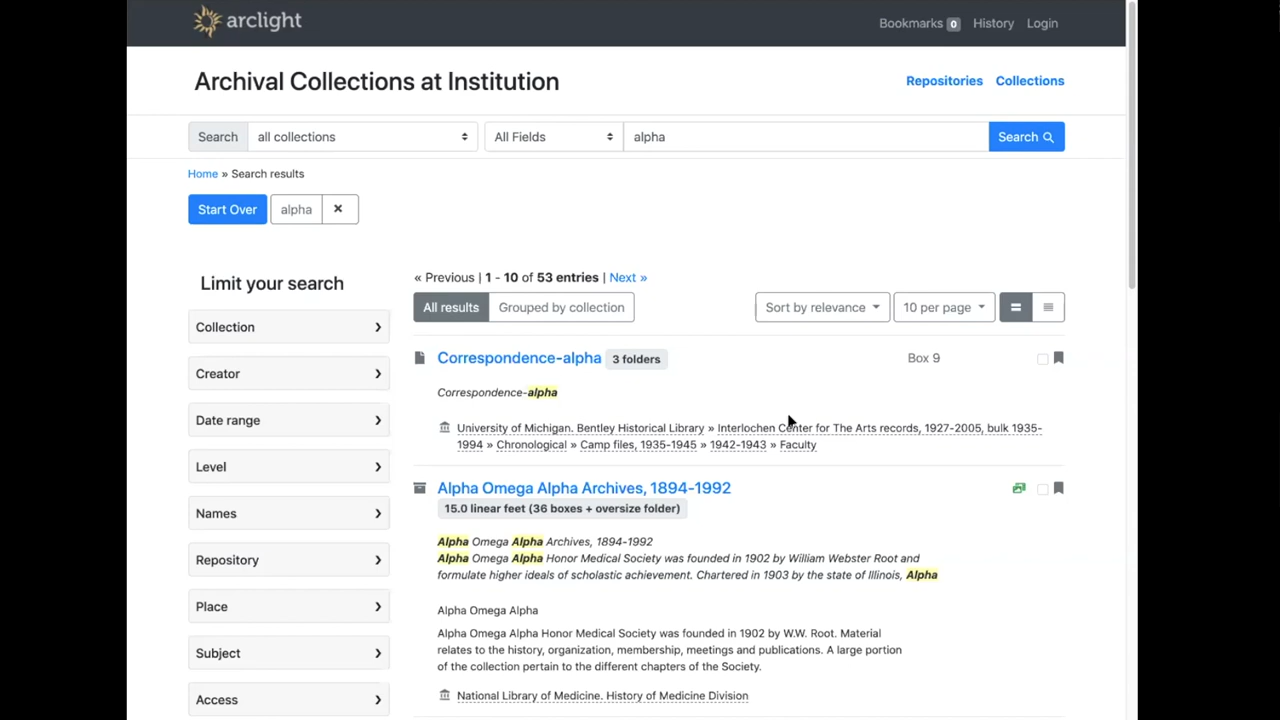 arclight
Bookmarks 0 History Login
Archival Collections at Institution
Repositories Collections
Search all collections All Fields alpha Search
Home » Search results
Start Over alpha ×
Limit your search
Collection
Creator
Date range
Level
Names
Repository
Place
Subject
Access
« Previous | 1 - 10 of 53 entries | Next »
All results Grouped by collection Sort by relevance 10 per page
Correspondence-alpha 3 folders Box 9
Correspondence-alpha
University of Michigan. Bentley Historical Library » Interlochen Center for The Arts records, 1927-2005, bulk 1935-
1994 » Chronological » Camp files, 1935-1945 » 1942-1943 » Faculty
Alpha Omega Alpha Archives, 1894-1992
15.0 linear feet (36 boxes + oversize folder)
Alpha Omega Alpha Archives, 1894-1992
Alpha Omega Alpha Honor Medical Society was founded in 1902 by William Webster Root and
formulate higher ideals of scholastic achievement. Chartered in 1903 by the state of Illinois, Alpha
Alpha Omega Alpha
Alpha Omega Alpha Honor Medical Society was founded in 1902 by W.W. Root. Material
relates to the history, organization, membership, meetings and publications. A large portion
of the collection pertain to the different chapters of the Society.
National Library of Medicine. History of Medicine Division